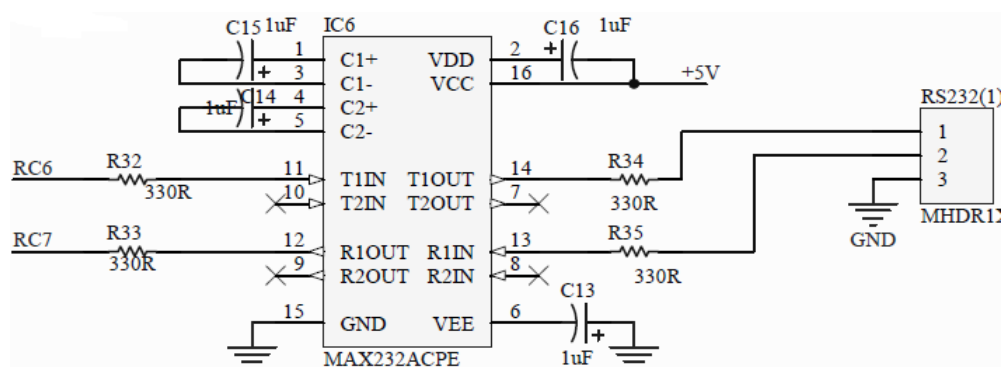 C15 1uF IC6 C16 1uF
1 C1+ VDD 2
3 C1- VCC 16 +5V
1uF C14 4 C2+
5 C2- RS232(1)
1
2
3
RC6 R32 330R 11 T1IN T1OUT 14 R34 330R
10 T2IN T2OUT 7
MHDR1X
GND
RC7 R33 330R 12 R1OUT R1IN 13 R35 330R
9 R2OUT R2IN 8
C13 1uF
15 GND VEE 6
MAX232ACPE